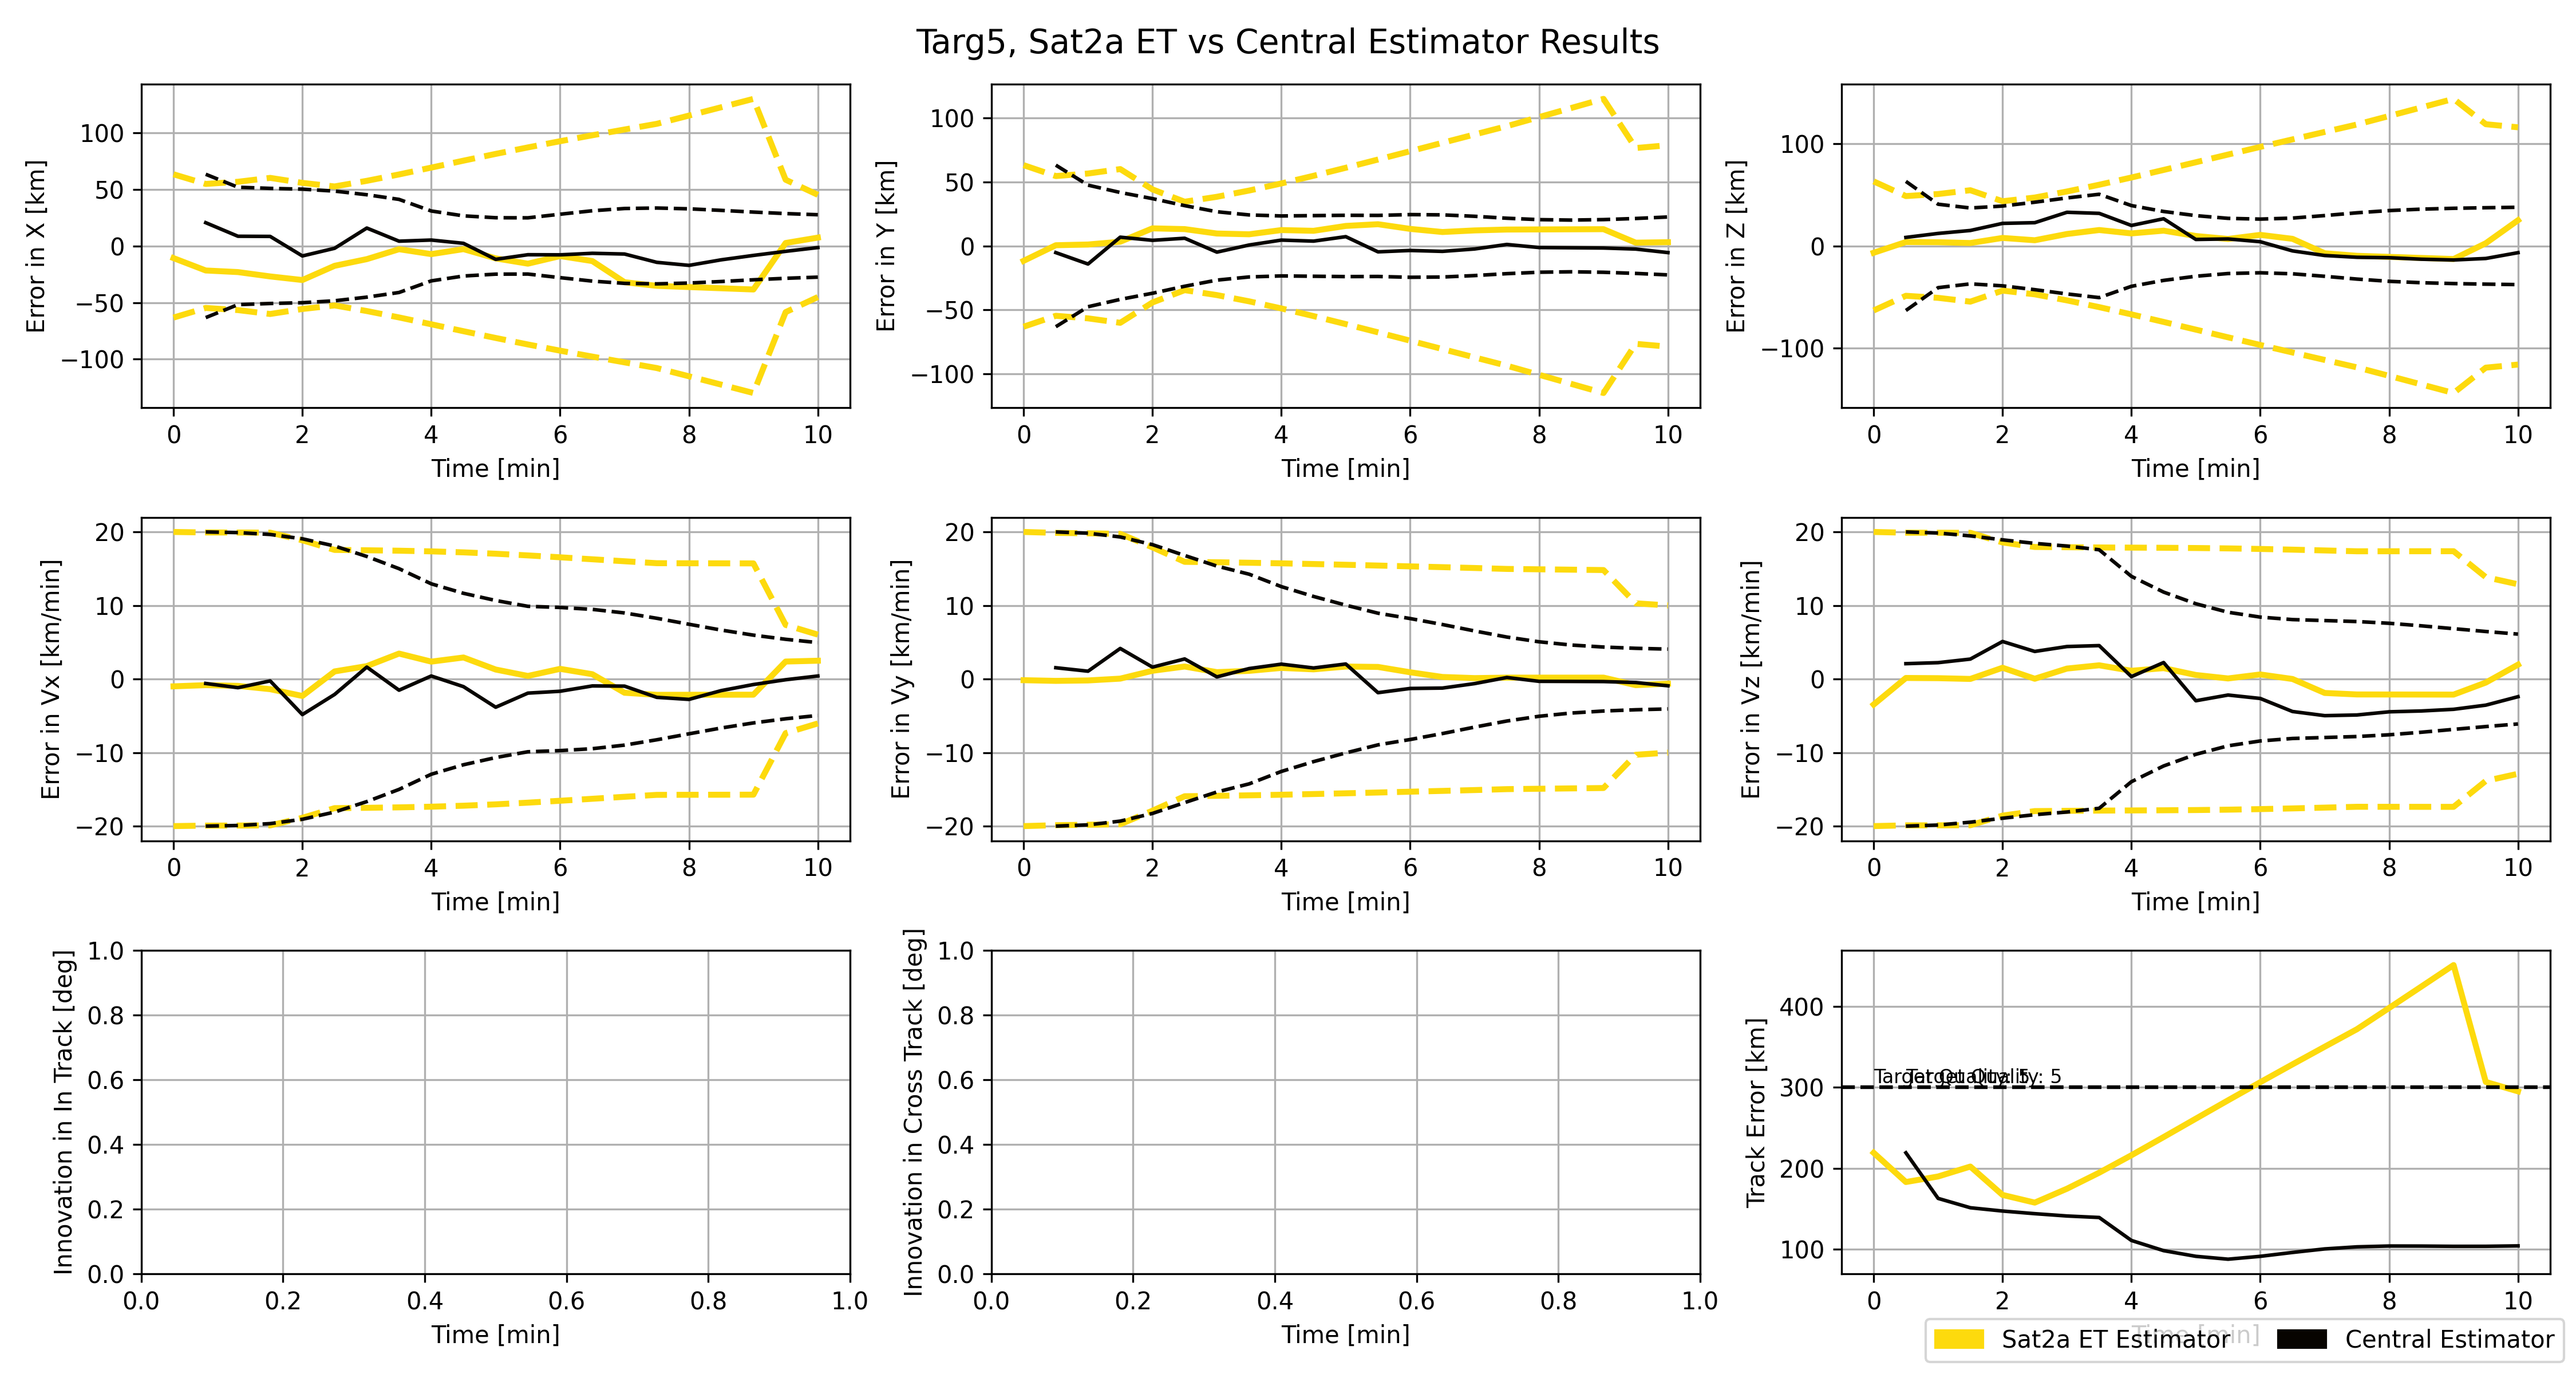 Targ5, Sat2a ET vs Central Estimator Results
Error in X [km]
100
50
0
−50
−100
0 2 4 6 8 10
Time [min]
Error in Y [km]
100
50
0
−50
−100
0 2 4 6 8 10
Time [min]
Error in Z [km]
100
0
−100
0 2 4 6 8 10
Time [min]
Error in Vx [km/min]
20
10
0
−10
−20
0 2 4 6 8 10
Time [min]
Error in Vy [km/min]
20
10
0
−10
−20
0 2 4 6 8 10
Time [min]
Error in Vz [km/min]
20
10
0
−10
−20
0 2 4 6 8 10
Time [min]
Innovation in In Track [deg]
1.0
0.8
0.6
0.4
0.2
0.0
0.0 0.2 0.4 0.6 0.8 1.0
Time [min]
Innovation in Cross Track [deg]
1.0
0.8
0.6
0.4
0.2
0.0
0.0 0.2 0.4 0.6 0.8 1.0
Time [min]
Track Error [km]
400
300
200
100
Target Quality: 5
Target Quality: 5
0 2 4 6 8 10
Time [min]
Sat2a ET Estimator
Central Estimator